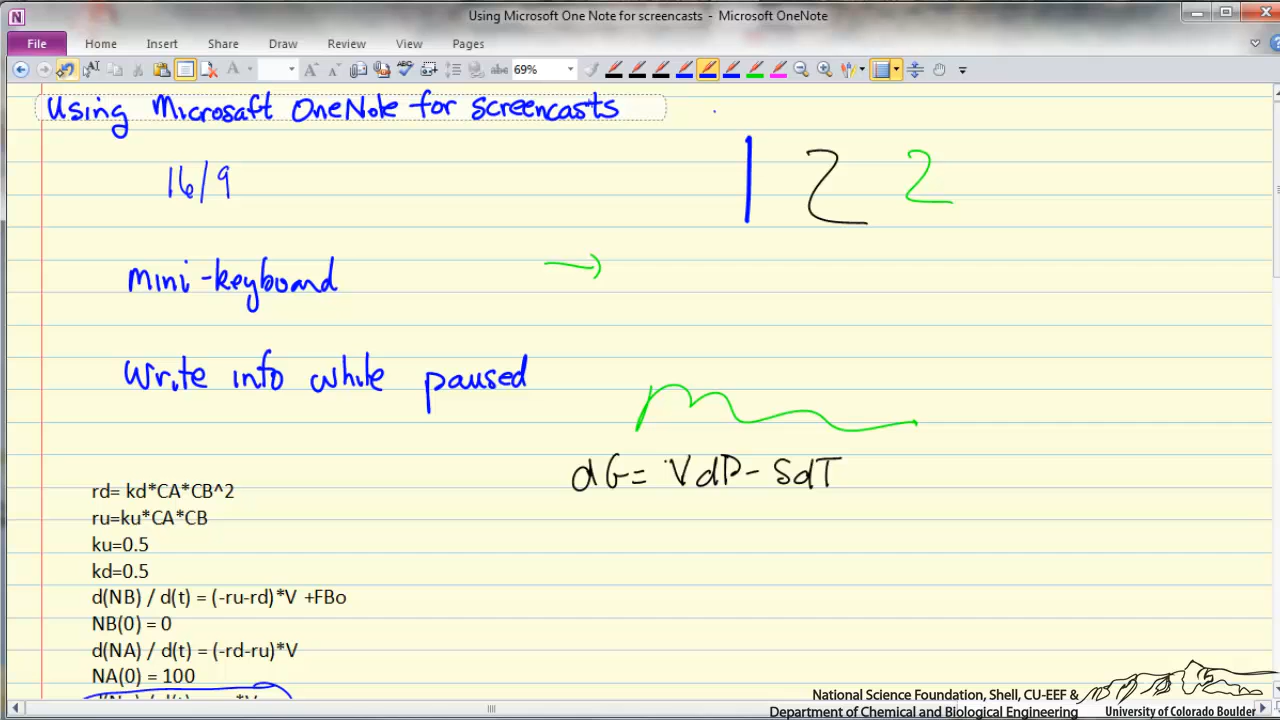 Using Microsoft One Note for screencasts - Microsoft OneNote
File Home Insert Share Draw Review View Pages
69%
Using Microsoft OneNote for screencasts
1 2 2
16/9
mini-keyboard
Write into while paused
dG= VdP- SdT
rd= kd*CA*CB^2
ru=ku*CA*CB
ku=0.5
kd=0.5
d(NB) / d(t) = (-ru-rd)*V +FBo
NB(0) = 0
d(NA) / d(t) = (-rd-ru)*V
NA(0) = 100
National Science Foundation, Shell, CU-EEF &
Department of Chemical and Biological Engineering
University of Colorado Boulder